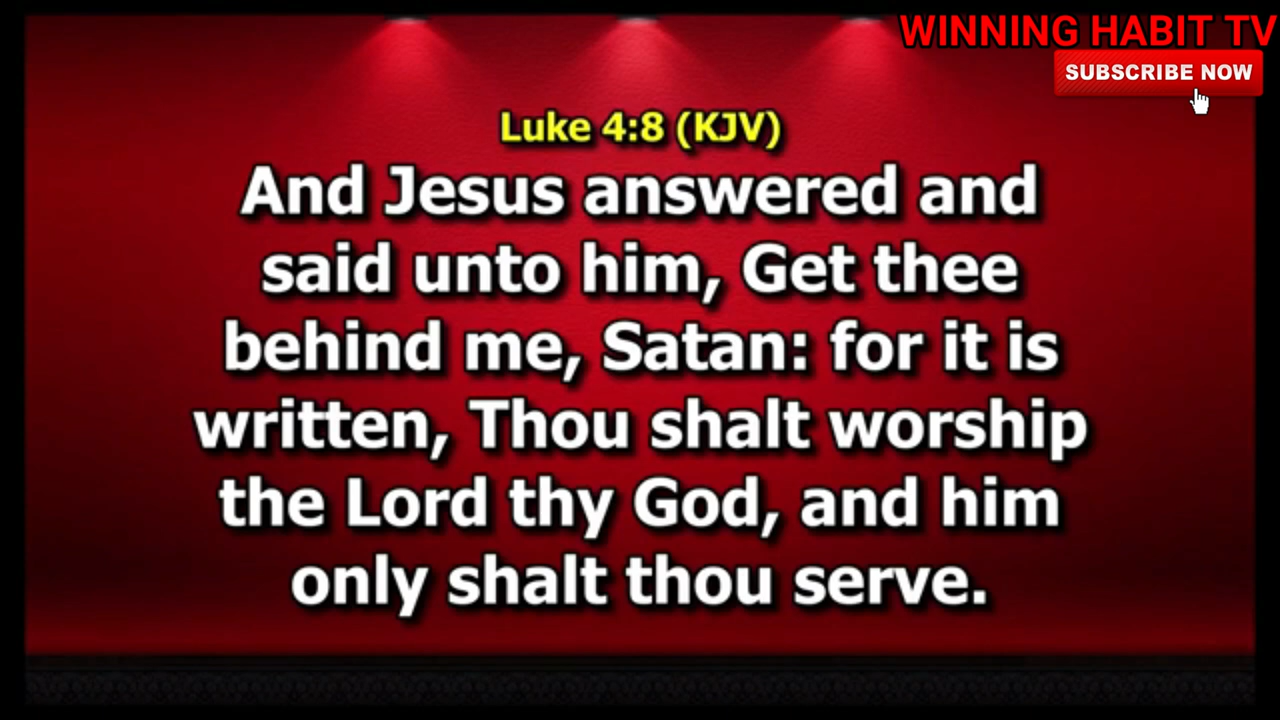 WINNING HABIT TV
SUBSCRIBE NOW
Luke 4:8 (KJV)
And Jesus answered and
said unto him, Get thee
behind me, Satan: for it is
written, Thou shalt worship
the Lord thy God, and him
only shalt thou serve.